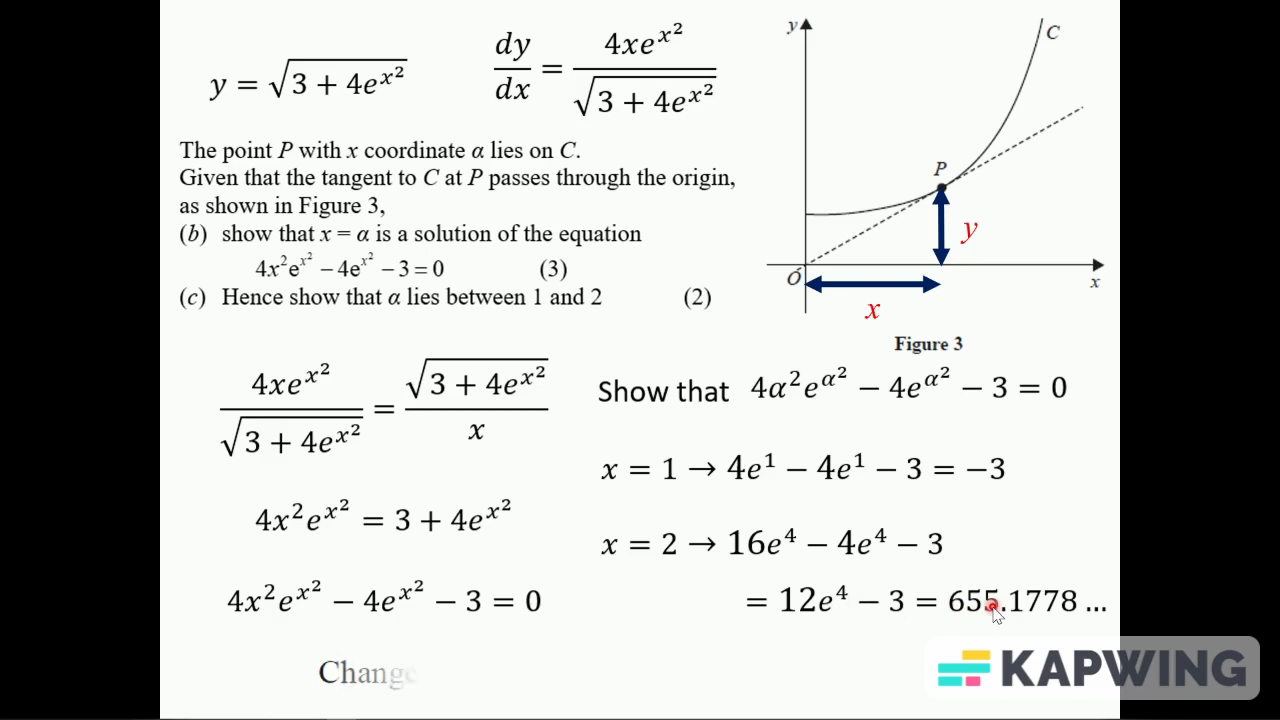 y = √(3 + 4e^(x²))
dy/dx = 4xe^(x²) / √(3 + 4e^(x²))
The point P with x coordinate α lies on C.
Given that the tangent to C at P passes through the origin,
as shown in Figure 3,
(b) show that x = α is a solution of the equation
4x²e^(x²) − 4e^(x²) − 3 = 0 (3)
(c) Hence show that α lies between 1 and 2 (2)
y
C
P
y
O
x
x
Figure 3
4xe^(x²) / √(3 + 4e^(x²)) = √(3 + 4e^(x²)) / x
4x²e^(x²) = 3 + 4e^(x²)
4x²e^(x²) − 4e^(x²) − 3 = 0
Show that 4α²e^(α²) − 4e^(α²) − 3 = 0
x = 1 → 4e¹ − 4e¹ − 3 = −3
x = 2 → 16e⁴ − 4e⁴ − 3
= 12e⁴ − 3 = 655.1778 ...
Change
KAPWING